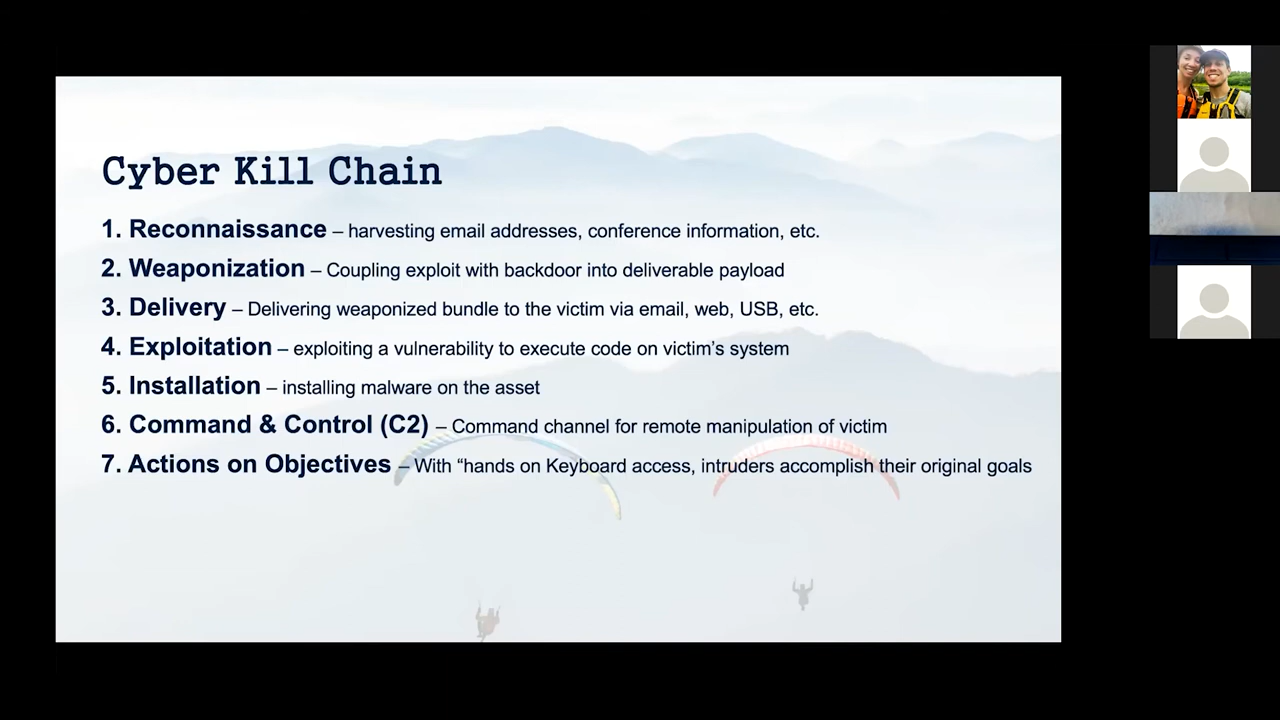 Cyber Kill Chain
1. Reconnaissance – harvesting email addresses, conference information, etc.
2. Weaponization – Coupling exploit with backdoor into deliverable payload
3. Delivery – Delivering weaponized bundle to the victim via email, web, USB, etc.
4. Exploitation – exploiting a vulnerability to execute code on victim’s system
5. Installation – installing malware on the asset
6. Command & Control (C2) – Command channel for remote manipulation of victim
7. Actions on Objectives – With “hands on Keyboard access, intruders accomplish their original goals